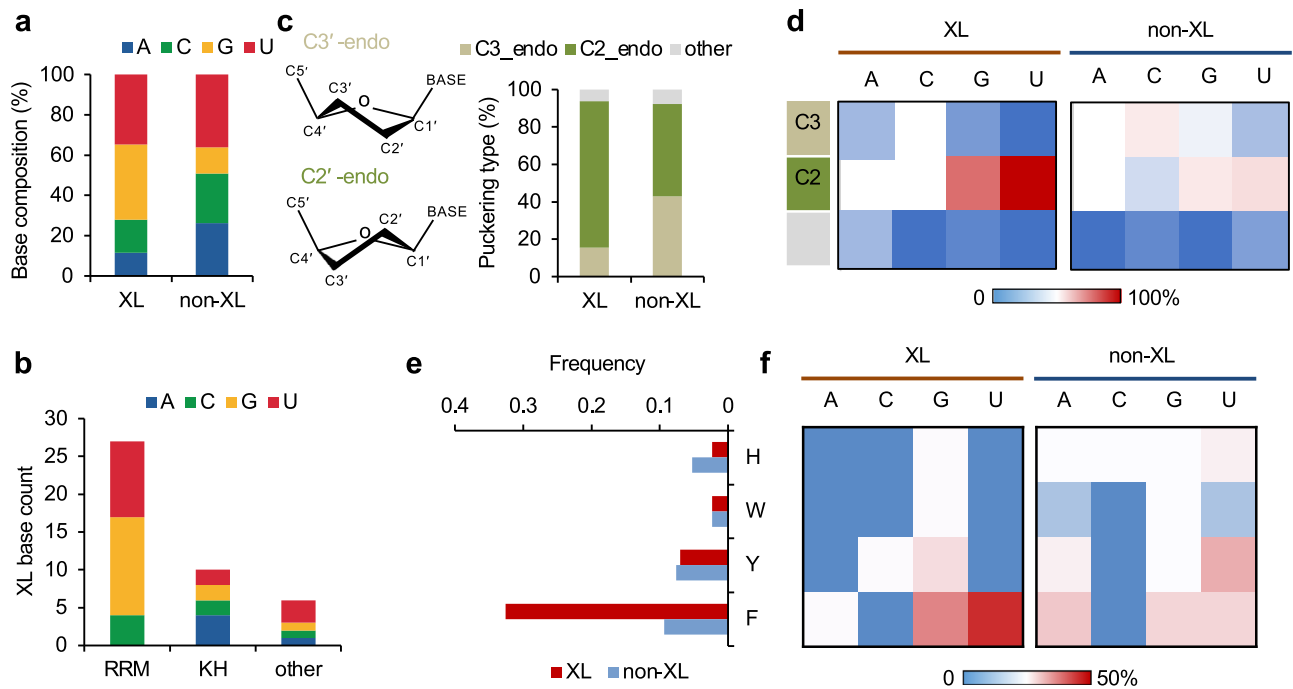 a
A C G U
Base composition (%)
100
80
60
40
20
0
XL non-XL
c
C3_endo C2_endo other
C3′-endo
C5′
BASE
C3′
O
C4′
C1′
C2′
C2′-endo
C5′
BASE
C2′
O
C4′
C1′
C3′
Puckering type (%)
100
80
60
40
20
0
XL non-XL
d
XL non-XL
A C G U A C G U
C3
C2
0 100%
b
A C G U
XL base count
30
25
20
15
10
5
0
RRM KH other
e
Frequency
0.4 0.3 0.2 0.1 0
H
W
Y
F
XL non-XL
f
XL non-XL
A C G U A C G U
0 50%